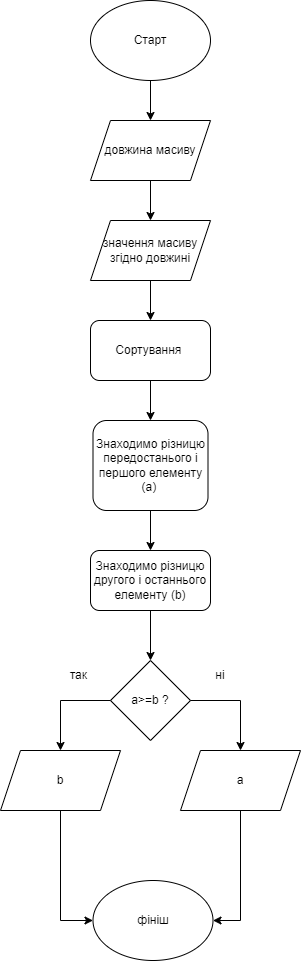 Старт
довжина масиву
значення масиву
згідно довжині
Сортування
Знаходимо різницю
передостанього і
першого елементу
(a)
Знаходимо різницю
другого і останнього
елементу (b)
так
ні
a>=b ?
b
a
фініш